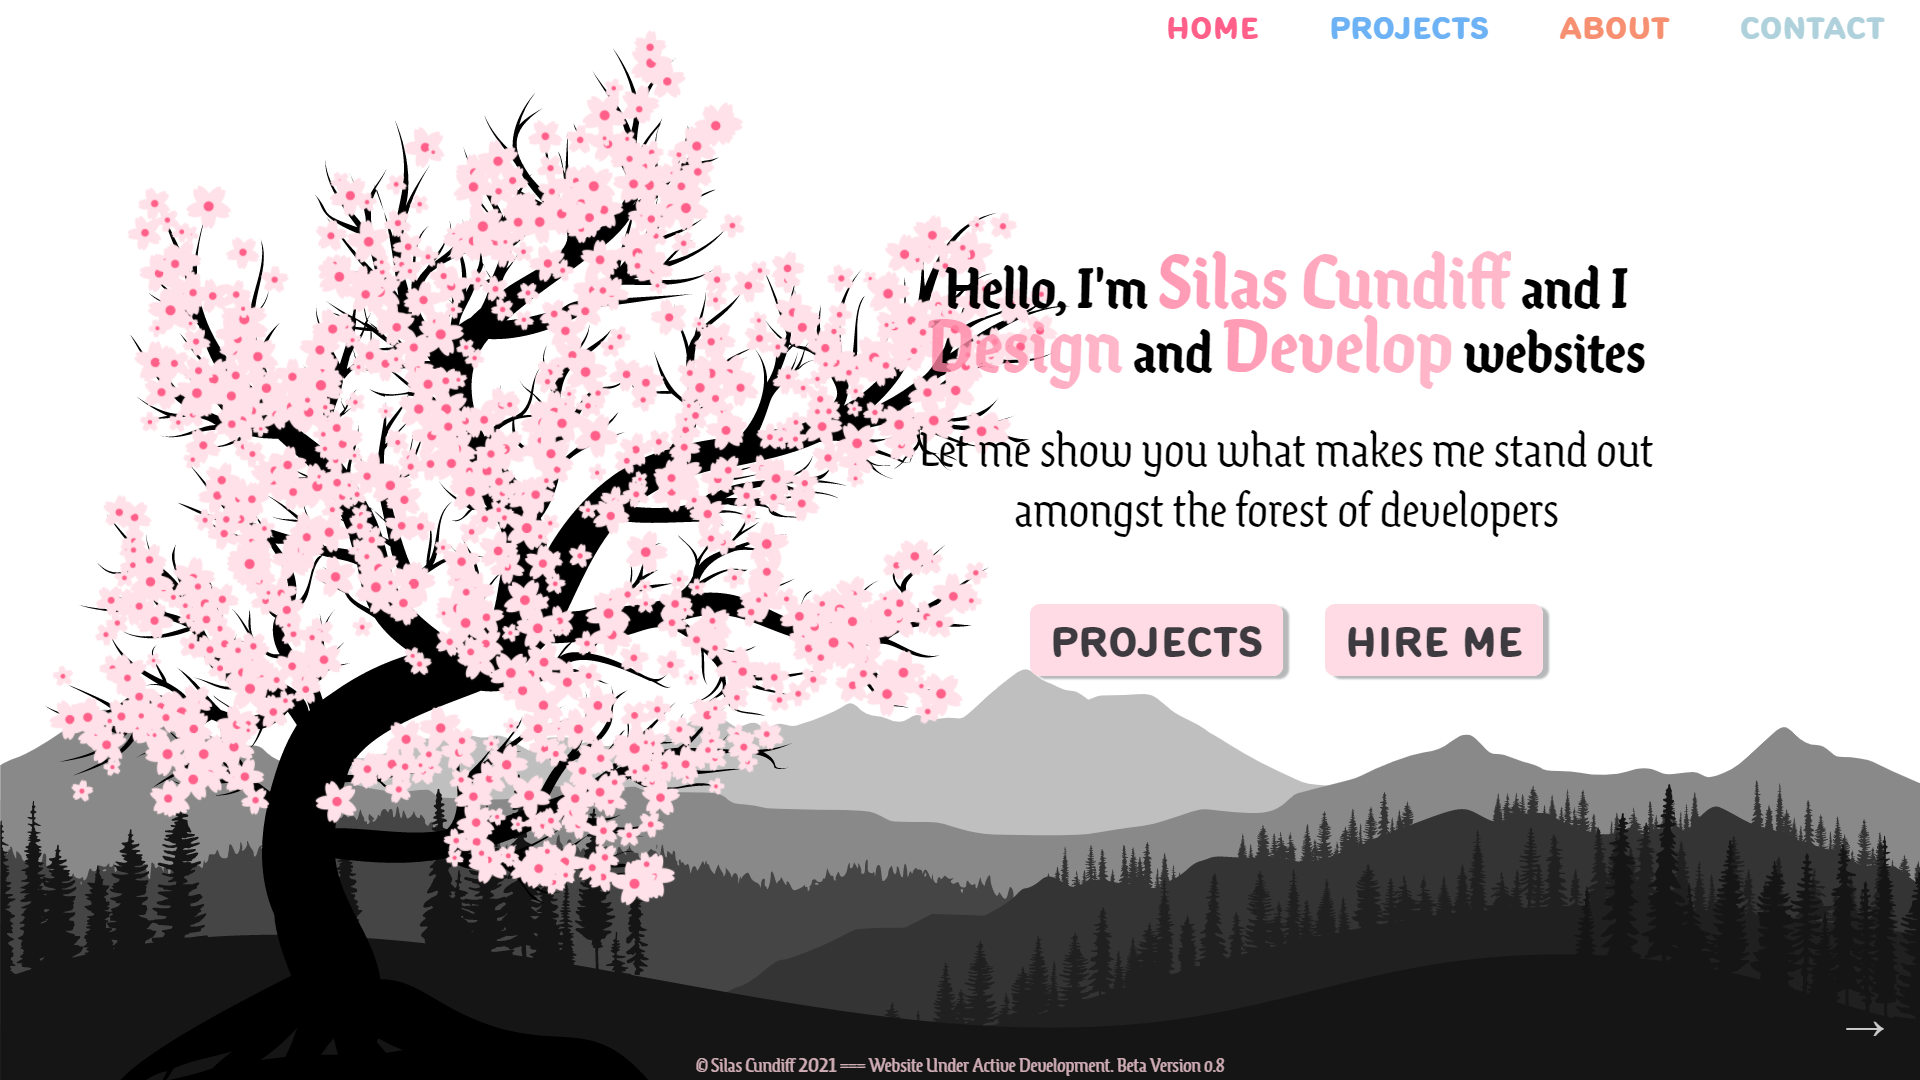 HOME PROJECTS ABOUT CONTACT
Hello, I'm Silas Cundiff and I
Design and Develop websites
Let me show you what makes me stand out
amongst the forest of developers
PROJECTS HIRE ME
© Silas Cundiff 2021 === Website Under Active Development. Beta Version 0.8